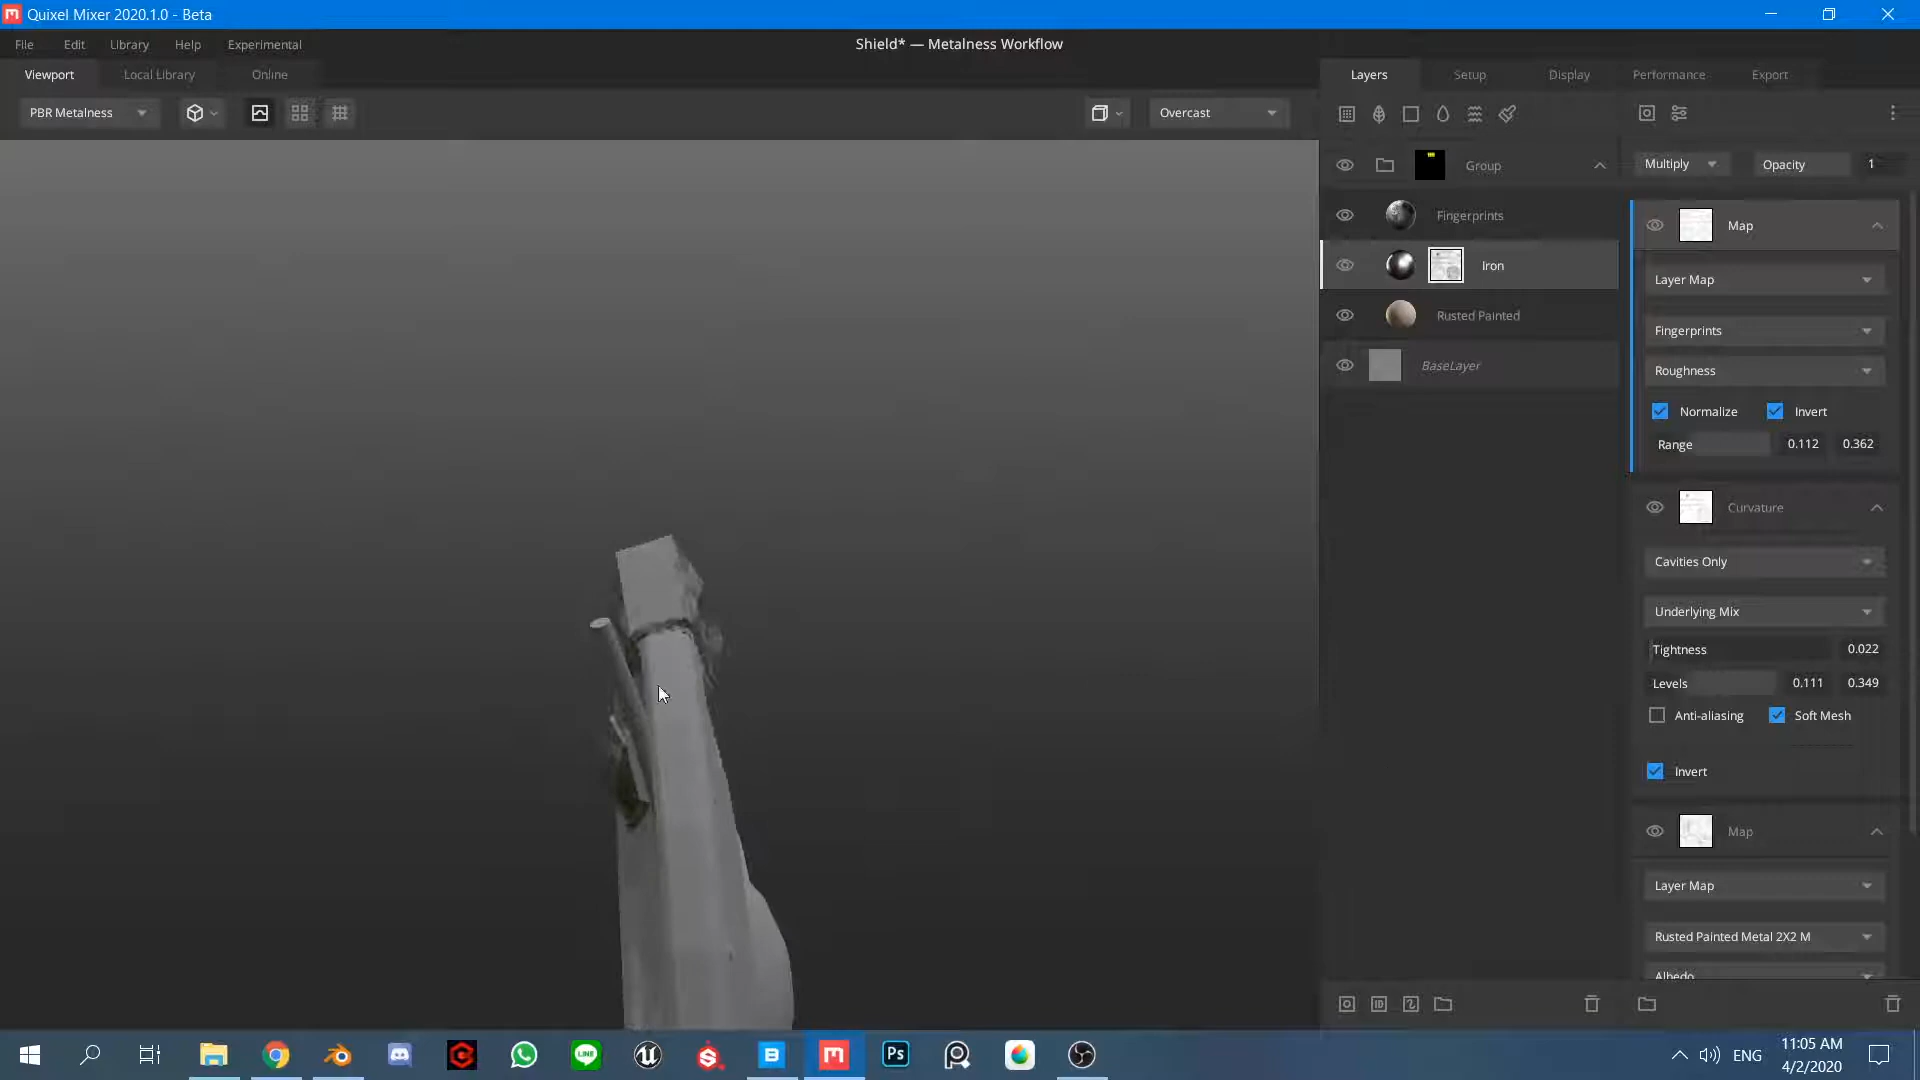 Quixel Mixer 2020.1.0 - Beta
File Edit Library Help Experimental
Shield* — Metalness Workflow
Viewport Local Library Online
Layers Setup Display Performance Export
PBR Metalness
Overcast
Group
Multiply Opacity 1
Fingerprints
Map
Iron
Layer Map
Rusted Painted
Fingerprints
BaseLayer
Roughness
Normalize Invert
Range 0.112 0.362
Curvature
Cavities Only
Underlying Mix
Tightness 0.022
Levels 0.111 0.349
Anti-aliasing Soft Mesh
Invert
Map
Layer Map
Rusted Painted Metal 2X2 M
Albedo
ID
Ps
ENG
11:05 AM
4/2/2020